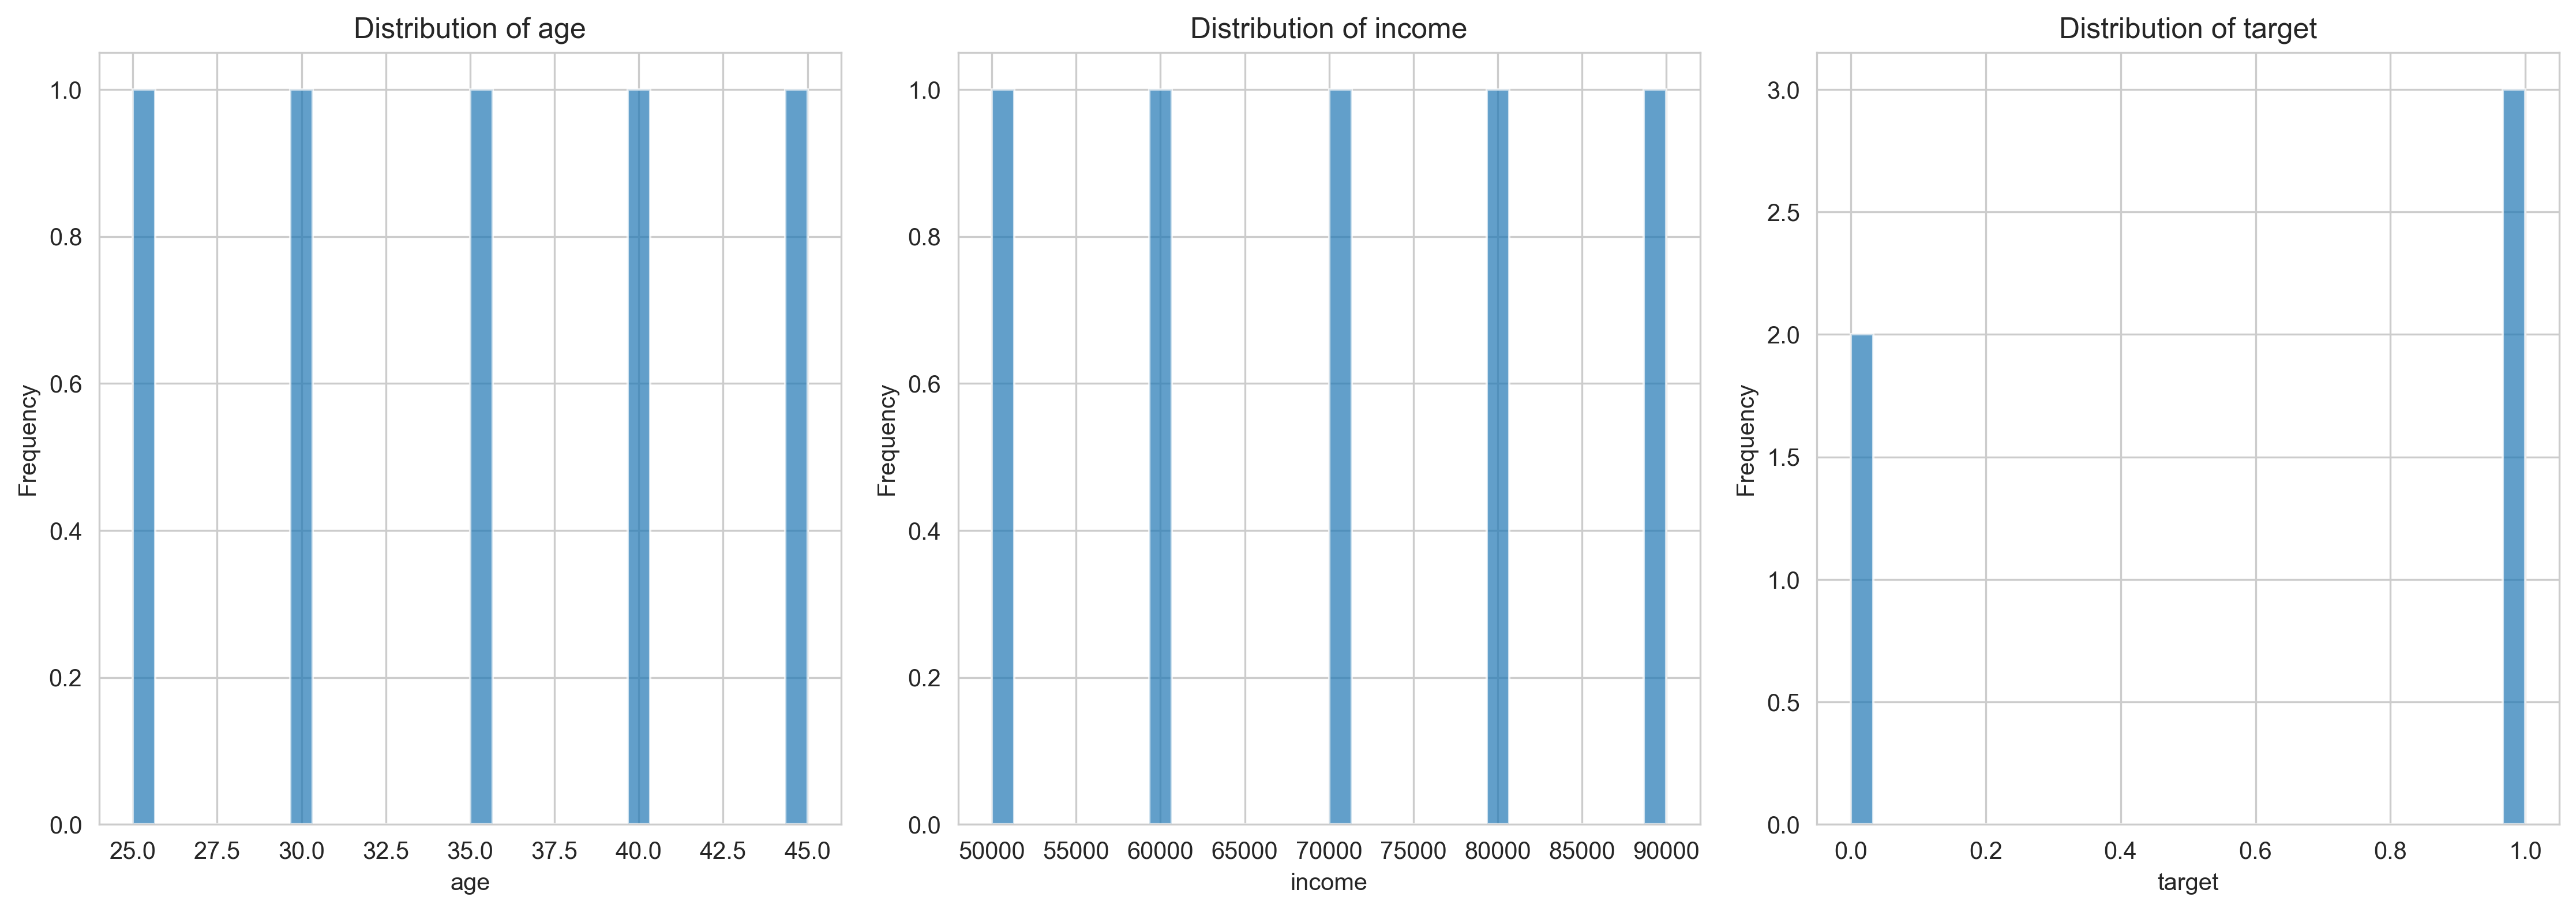 Distribution of age
1.0
0.8
0.6
0.4
0.2
0.0
Frequency
25.0 27.5 30.0 32.5 35.0 37.5 40.0 42.5 45.0
age
Distribution of income
1.0
0.8
0.6
0.4
0.2
0.0
Frequency
50000 55000 60000 65000 70000 75000 80000 85000 90000
income
Distribution of target
3.0
2.5
2.0
1.5
1.0
0.5
0.0
Frequency
0.0 0.2 0.4 0.6 0.8 1.0
target